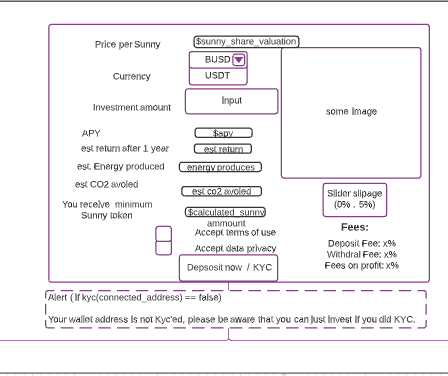 Price per Sunny $sunny_share_valuation
BUSD
Currency USDT
Investment amount Input
some Image
APY $apy
est return after 1 year est return
est. Energy produced energy produces
est CO2 avoled est co2 avoled
You receive minimum Sunny token $calculated_sunny ammount
Slider slipage
(0% . 5%)
Accept terms of use
Accept data privacy
Depsosit now / KYC
Fees:
Deposit Fee: x%
Withdral Fee: x%
Fees on profit: x%
Alert ( If kyc(connected_address) == false)
Your wallet address is not Kyc'ed, please be aware that you can just Invest If you did KYC.